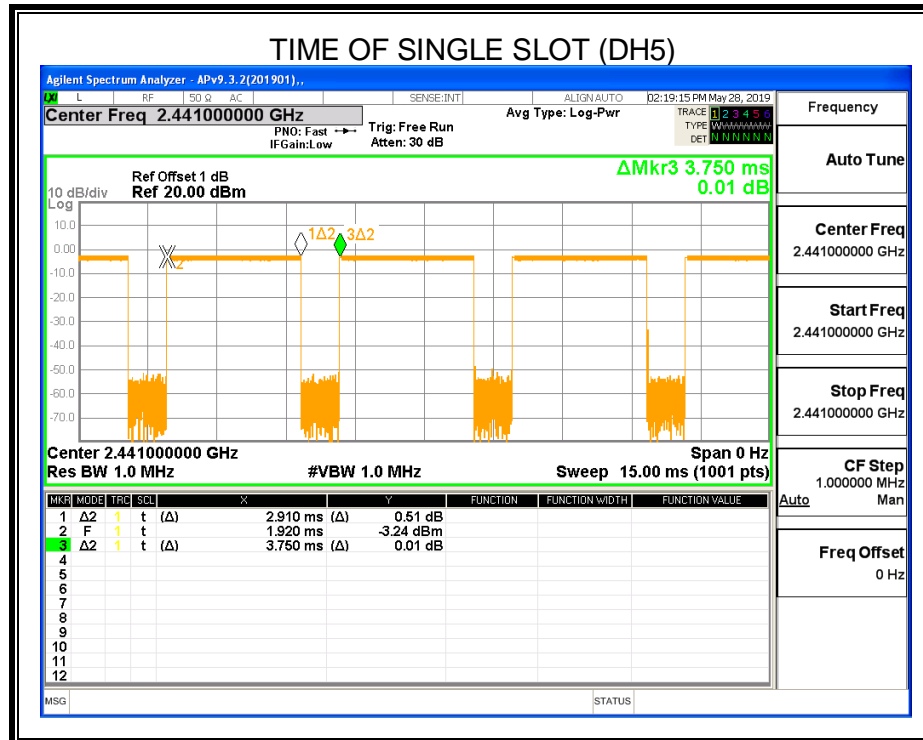 TIME OF SINGLE SLOT (DH5)
Agilent Spectrum Analyzer - APv9.3.2(201901),,
LXI L RF 50 Ω AC SENSE:INT ALIGN AUTO 02:19:15 PM May 28, 2019
Center Freq 2.441000000 GHz
PNO: Fast
IFGain:Low
Trig: Free Run
Atten: 30 dB
Avg Type: Log-Pwr
TRACE 1 2 3 4 5 6
TYPE
DET N N N N N N
Frequency
ΔMkr3 3.750 ms
0.01 dB
Ref Offset 1 dB
10 dB/div Ref 20.00 dBm
Log
10.0
0.00
-10.0
-20.0
-30.0
-40.0
-50.0
-60.0
-70.0
2
1Δ2
3Δ2
Center 2.441000000 GHz Span 0 Hz
Res BW 1.0 MHz #VBW 1.0 MHz Sweep 15.00 ms (1001 pts)
MKR MODE TRC SCL X Y FUNCTION FUNCTION WIDTH FUNCTION VALUE
1 Δ2 1 t (Δ) 2.910 ms (Δ) 0.51 dB
2 F 1 t 1.920 ms -3.24 dBm
3 Δ2 1 t (Δ) 3.750 ms (Δ) 0.01 dB
4
5
6
7
8
9
10
11
12
MSG STATUS
Auto Tune
Center Freq
2.441000000 GHz
Start Freq
2.441000000 GHz
Stop Freq
2.441000000 GHz
CF Step
1.000000 MHz
Auto Man
Freq Offset
0 Hz